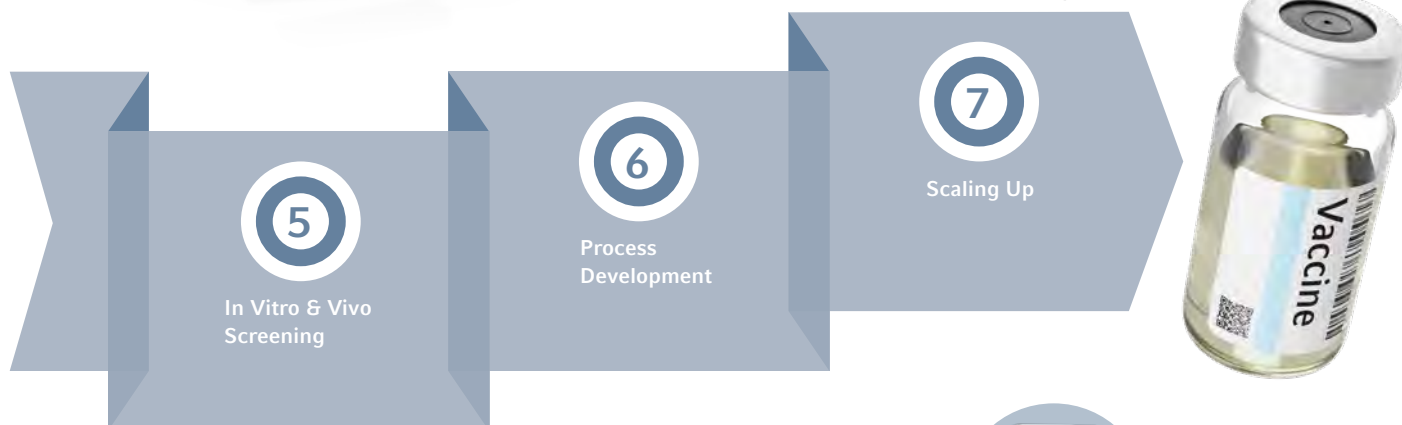 5
In Vitro & Vivo
Screening
6
Process
Development
7
Scaling Up
Vaccine